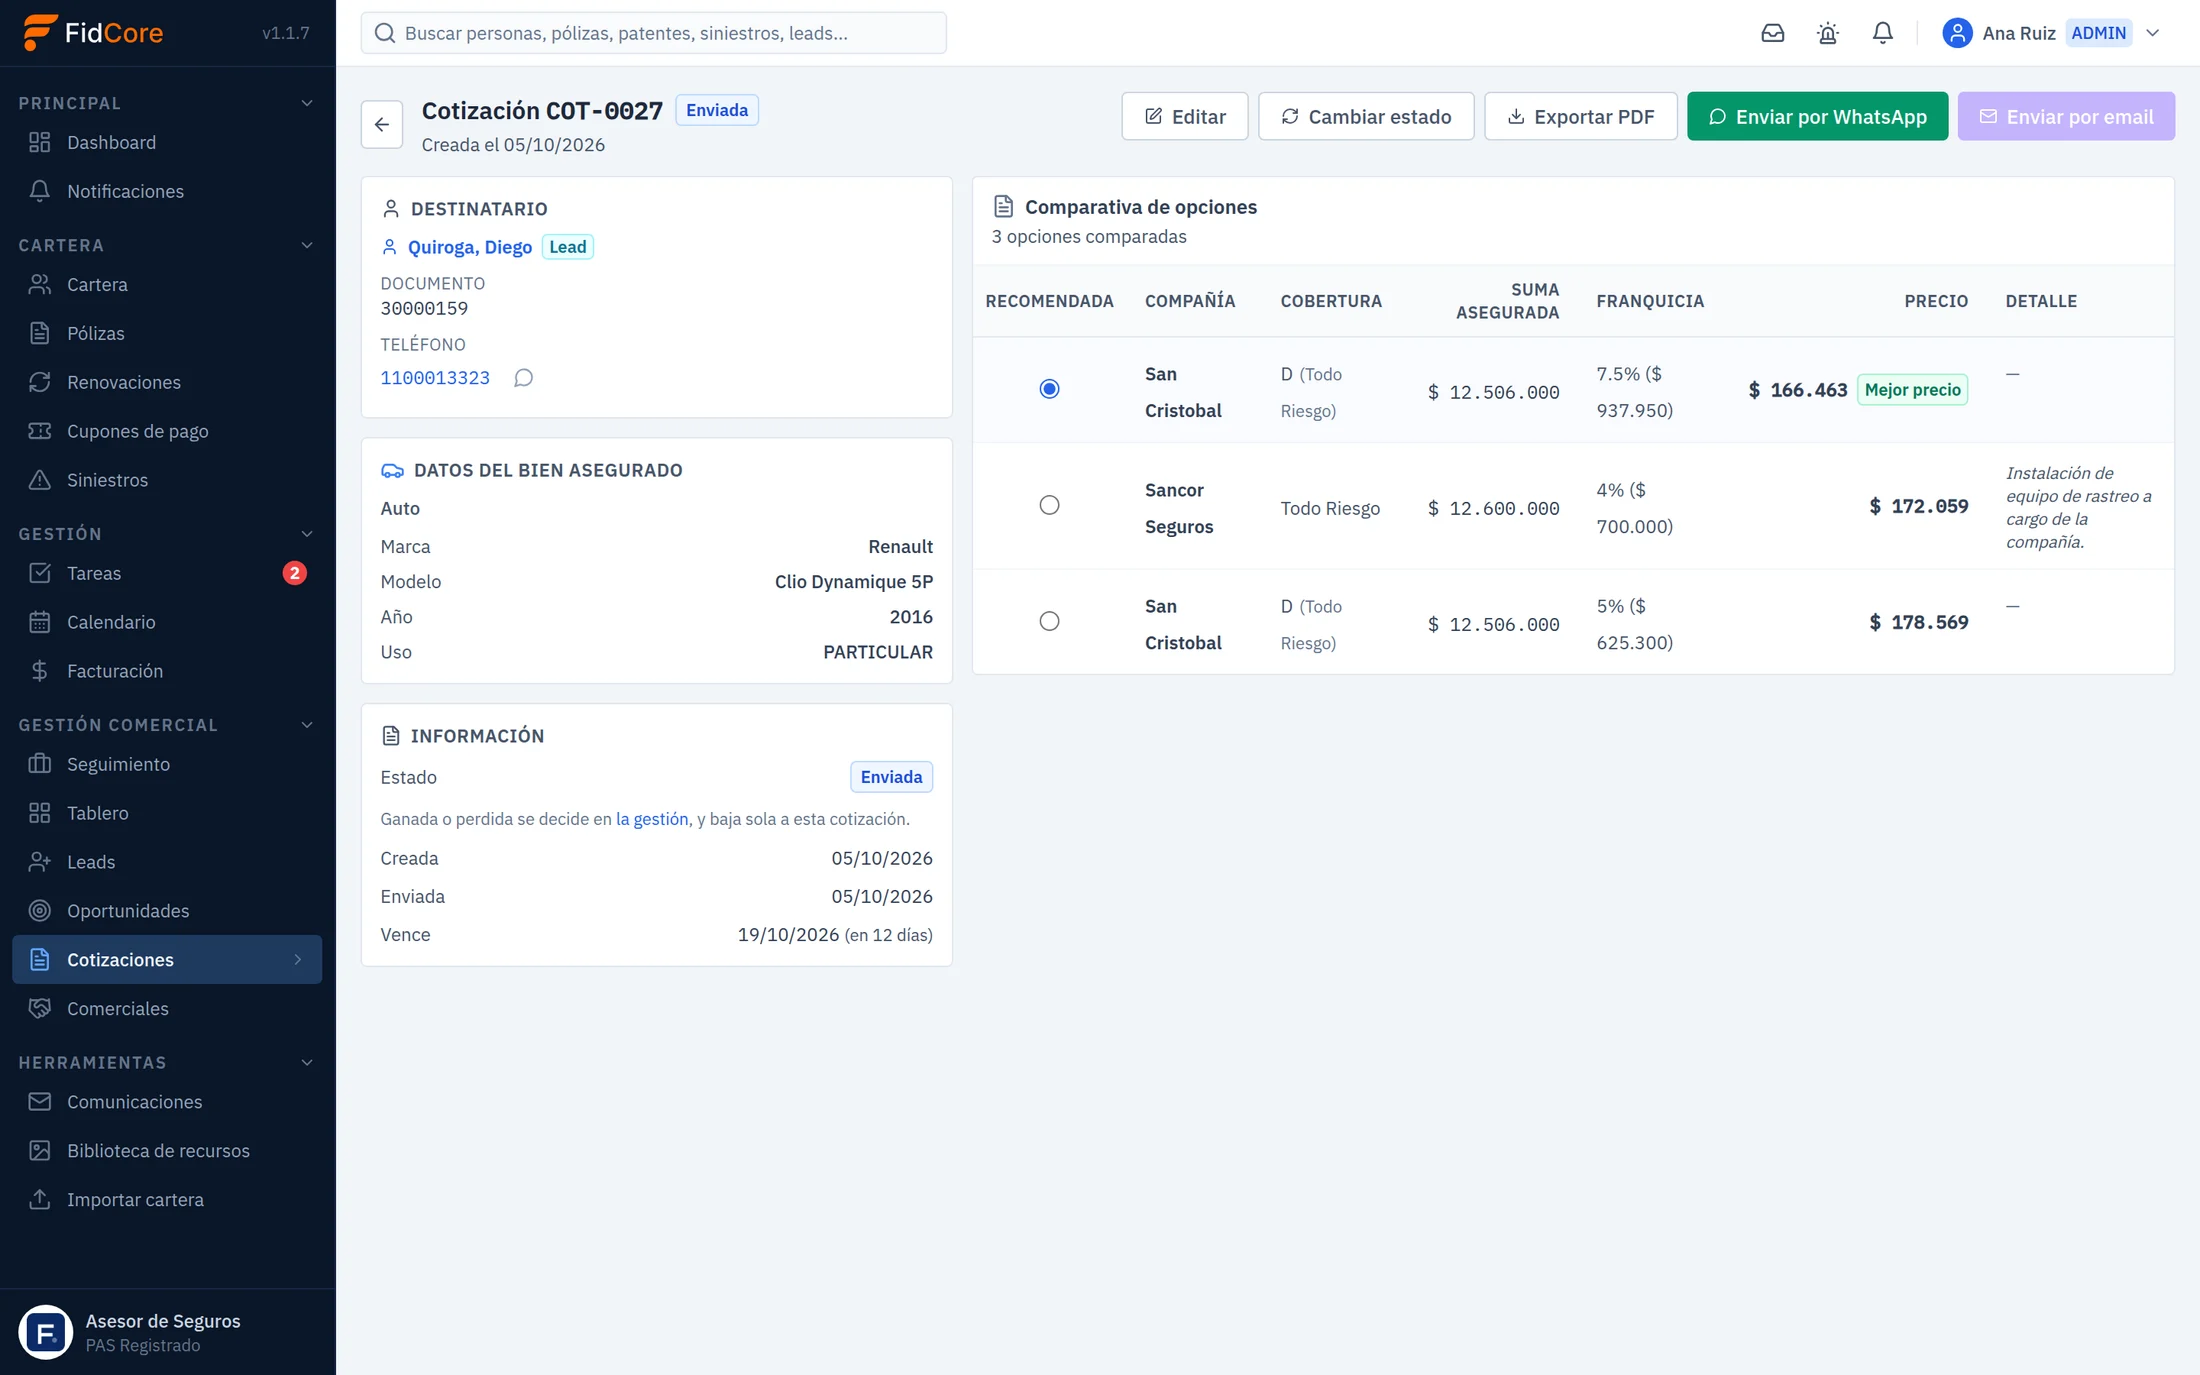 FidCore
v1.1.7
Buscar personas, pólizas, patentes, siniestros, leads...
Ana Ruiz
ADMIN
PRINCIPAL
Dashboard
Notificaciones
CARTERA
Cartera
Pólizas
Renovaciones
Cupones de pago
Siniestros
GESTIÓN
Tareas
2
Calendario
Facturación
GESTIÓN COMERCIAL
Seguimiento
Tablero
Leads
Oportunidades
Cotizaciones
Comerciales
HERRAMIENTAS
Comunicaciones
Biblioteca de recursos
Importar cartera
F
Asesor de Seguros
PAS Registrado
Cotización COT-0027
Enviada
Creada el 05/10/2026
Editar
Cambiar estado
Exportar PDF
Enviar por WhatsApp
Enviar por email
DESTINATARIO
Quiroga, Diego
Lead
DOCUMENTO
30000159
TELÉFONO
1100013323
DATOS DEL BIEN ASEGURADO
Auto
Marca Renault
Modelo Clio Dynamique 5P
Año 2016
Uso PARTICULAR
INFORMACIÓN
Estado Enviada
Ganada o perdida se decide en la gestión, y baja sola a esta cotización.
Creada 05/10/2026
Enviada 05/10/2026
Vence 19/10/2026 (en 12 días)
Comparativa de opciones
3 opciones comparadas
RECOMENDADA
COMPAÑÍA
COBERTURA
SUMA
ASEGURADA
FRANQUICIA
PRECIO
DETALLE
San
Cristobal
D (Todo
Riesgo)
$ 12.506.000
7.5% ($
937.950)
$ 166.463
Mejor precio
—
Sancor
Seguros
Todo Riesgo
$ 12.600.000
4% ($
700.000)
$ 172.059
Instalación de
equipo de rastreo a
cargo de la
compañía.
San
Cristobal
D (Todo
Riesgo)
$ 12.506.000
5% ($
625.300)
$ 178.569
—